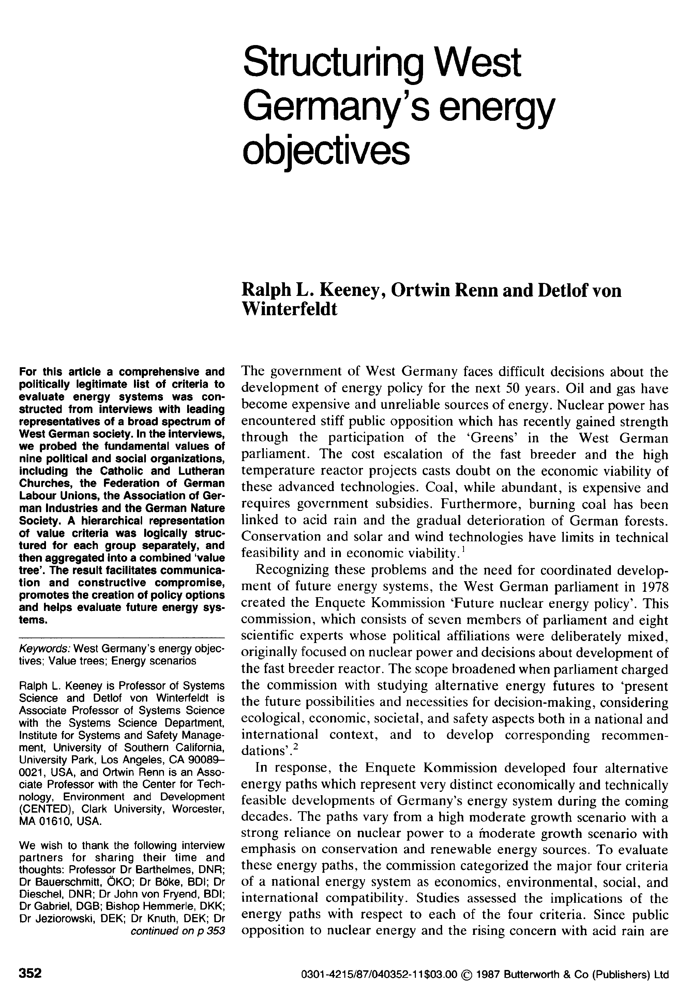 Structuring West
Germany's energy
objectives
Ralph L. Keeney, Ortwin Renn and Detlof von
Winterfeldt
For this article a comprehensive and
politically legitimate list of criteria to
evaluate energy systems was con-
structed from interviews with leading
representatives of a broad spectrum of
West German society. In the interviews,
we probed the fundamental values of
nine political and social organizations,
including the Catholic and Lutheran
Churches, the Federation of German
Labour Unions, the Association of Ger-
man Industries and the German Nature
Society. A hierarchical representation
of value criteria was logically struc-
tured for each group separately, and
then aggregated into a combined ‘value
tree’. The result facilitates communica-
tion and constructive compromise,
promotes the creation of policy options
and helps evaluate future energy sys-
tems.
Keywords: West Germany's energy objec-
tives; Value trees; Energy scenarios
Ralph L. Keeney is Professor of Systems
Science and Detlof von Winterfeldt is
Associate Professor of Systems Science
with the Systems Science Department,
Institute for Systems and Safety Manage-
ment, University of Southern California,
University Park, Los Angeles, CA 90089–
0021, USA, and Ortwin Renn is an Asso-
ciate Professor with the Center for Tech-
nology, Environment and Development
(CENTED), Clark University, Worcester,
MA 01610, USA.
We wish to thank the following interview
partners for sharing their time and
thoughts: Professor Dr Barthelmes, DNR;
Dr Bauerschmitt, ÖKO; Dr Böke, BDI; Dr
Dieschel, DNR; Dr John von Fryend, BDI;
Dr Gabriel, DGB; Bishop Hemmerle, DKK;
Dr Jeziorowski, DEK; Dr Knuth, DEK; Dr
continued on p 353
The government of West Germany faces difficult decisions about the
development of energy policy for the next 50 years. Oil and gas have
become expensive and unreliable sources of energy. Nuclear power has
encountered stiff public opposition which has recently gained strength
through the participation of the ‘Greens’ in the West German
parliament. The cost escalation of the fast breeder and the high
temperature reactor projects casts doubt on the economic viability of
these advanced technologies. Coal, while abundant, is expensive and
requires government subsidies. Furthermore, burning coal has been
linked to acid rain and the gradual deterioration of German forests.
Conservation and solar and wind technologies have limits in technical
feasibility and in economic viability.¹
Recognizing these problems and the need for coordinated develop-
ment of future energy systems, the West German parliament in 1978
created the Enquete Kommission ‘Future nuclear energy policy’. This
commission, which consists of seven members of parliament and eight
scientific experts whose political affiliations were deliberately mixed,
originally focused on nuclear power and decisions about development of
the fast breeder reactor. The scope broadened when parliament charged
the commission with studying alternative energy futures to ‘present
the future possibilities and necessities for decision-making, considering
ecological, economic, societal, and safety aspects both in a national and
international context, and to develop corresponding recommen-
dations’.²
In response, the Enquete Kommission developed four alternative
energy paths which represent very distinct economically and technically
feasible developments of Germany's energy system during the coming
decades. The paths vary from a high moderate growth scenario with a
strong reliance on nuclear power to a moderate growth scenario with
emphasis on conservation and renewable energy sources. To evaluate
these energy paths, the commission categorized the major four criteria
of a national energy system as economics, environmental, social, and
international compatibility. Studies assessed the implications of the
energy paths with respect to each of the four criteria. Since public
opposition to nuclear energy and the rising concern with acid rain are
352
0301-4215/87/040352-11$03.00 © 1987 Butterworth & Co (Publishers) Ltd